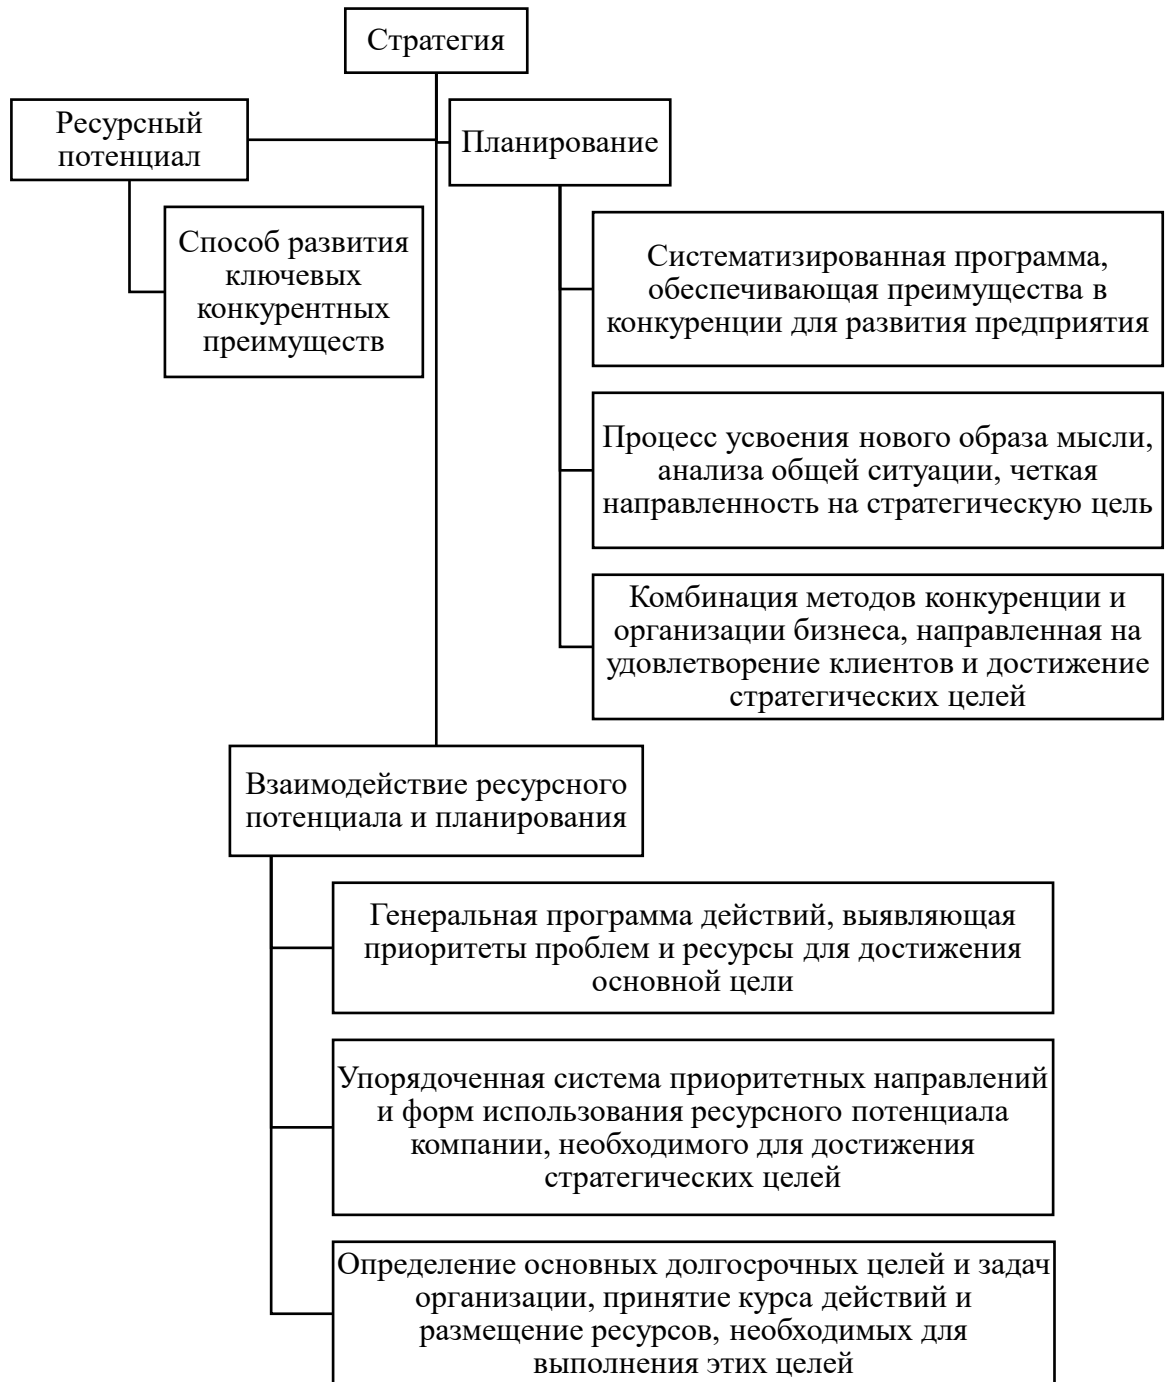 Стратегия
Ресурсный
потенциал
Планирование
Способ развития
ключевых
конкурентных
преимуществ
Систематизированная программа,
обеспечивающая преимущества в
конкуренции для развития предприятия
Процесс усвоения нового образа мысли,
анализа общей ситуации, четкая
направленность на стратегическую цель
Комбинация методов конкуренции и
организации бизнеса, направленная на
удовлетворение клиентов и достижение
стратегических целей
Взаимодействие ресурсного
потенциала и планирования
Генеральная программа действий, выявляющая
приоритеты проблем и ресурсы для достижения
основной цели
Упорядоченная система приоритетных направлений
и форм использования ресурсного потенциала
компании, необходимого для достижения
стратегических целей
Определение основных долгосрочных целей и задач
организации, принятие курса действий и
размещение ресурсов, необходимых для
выполнения этих целей